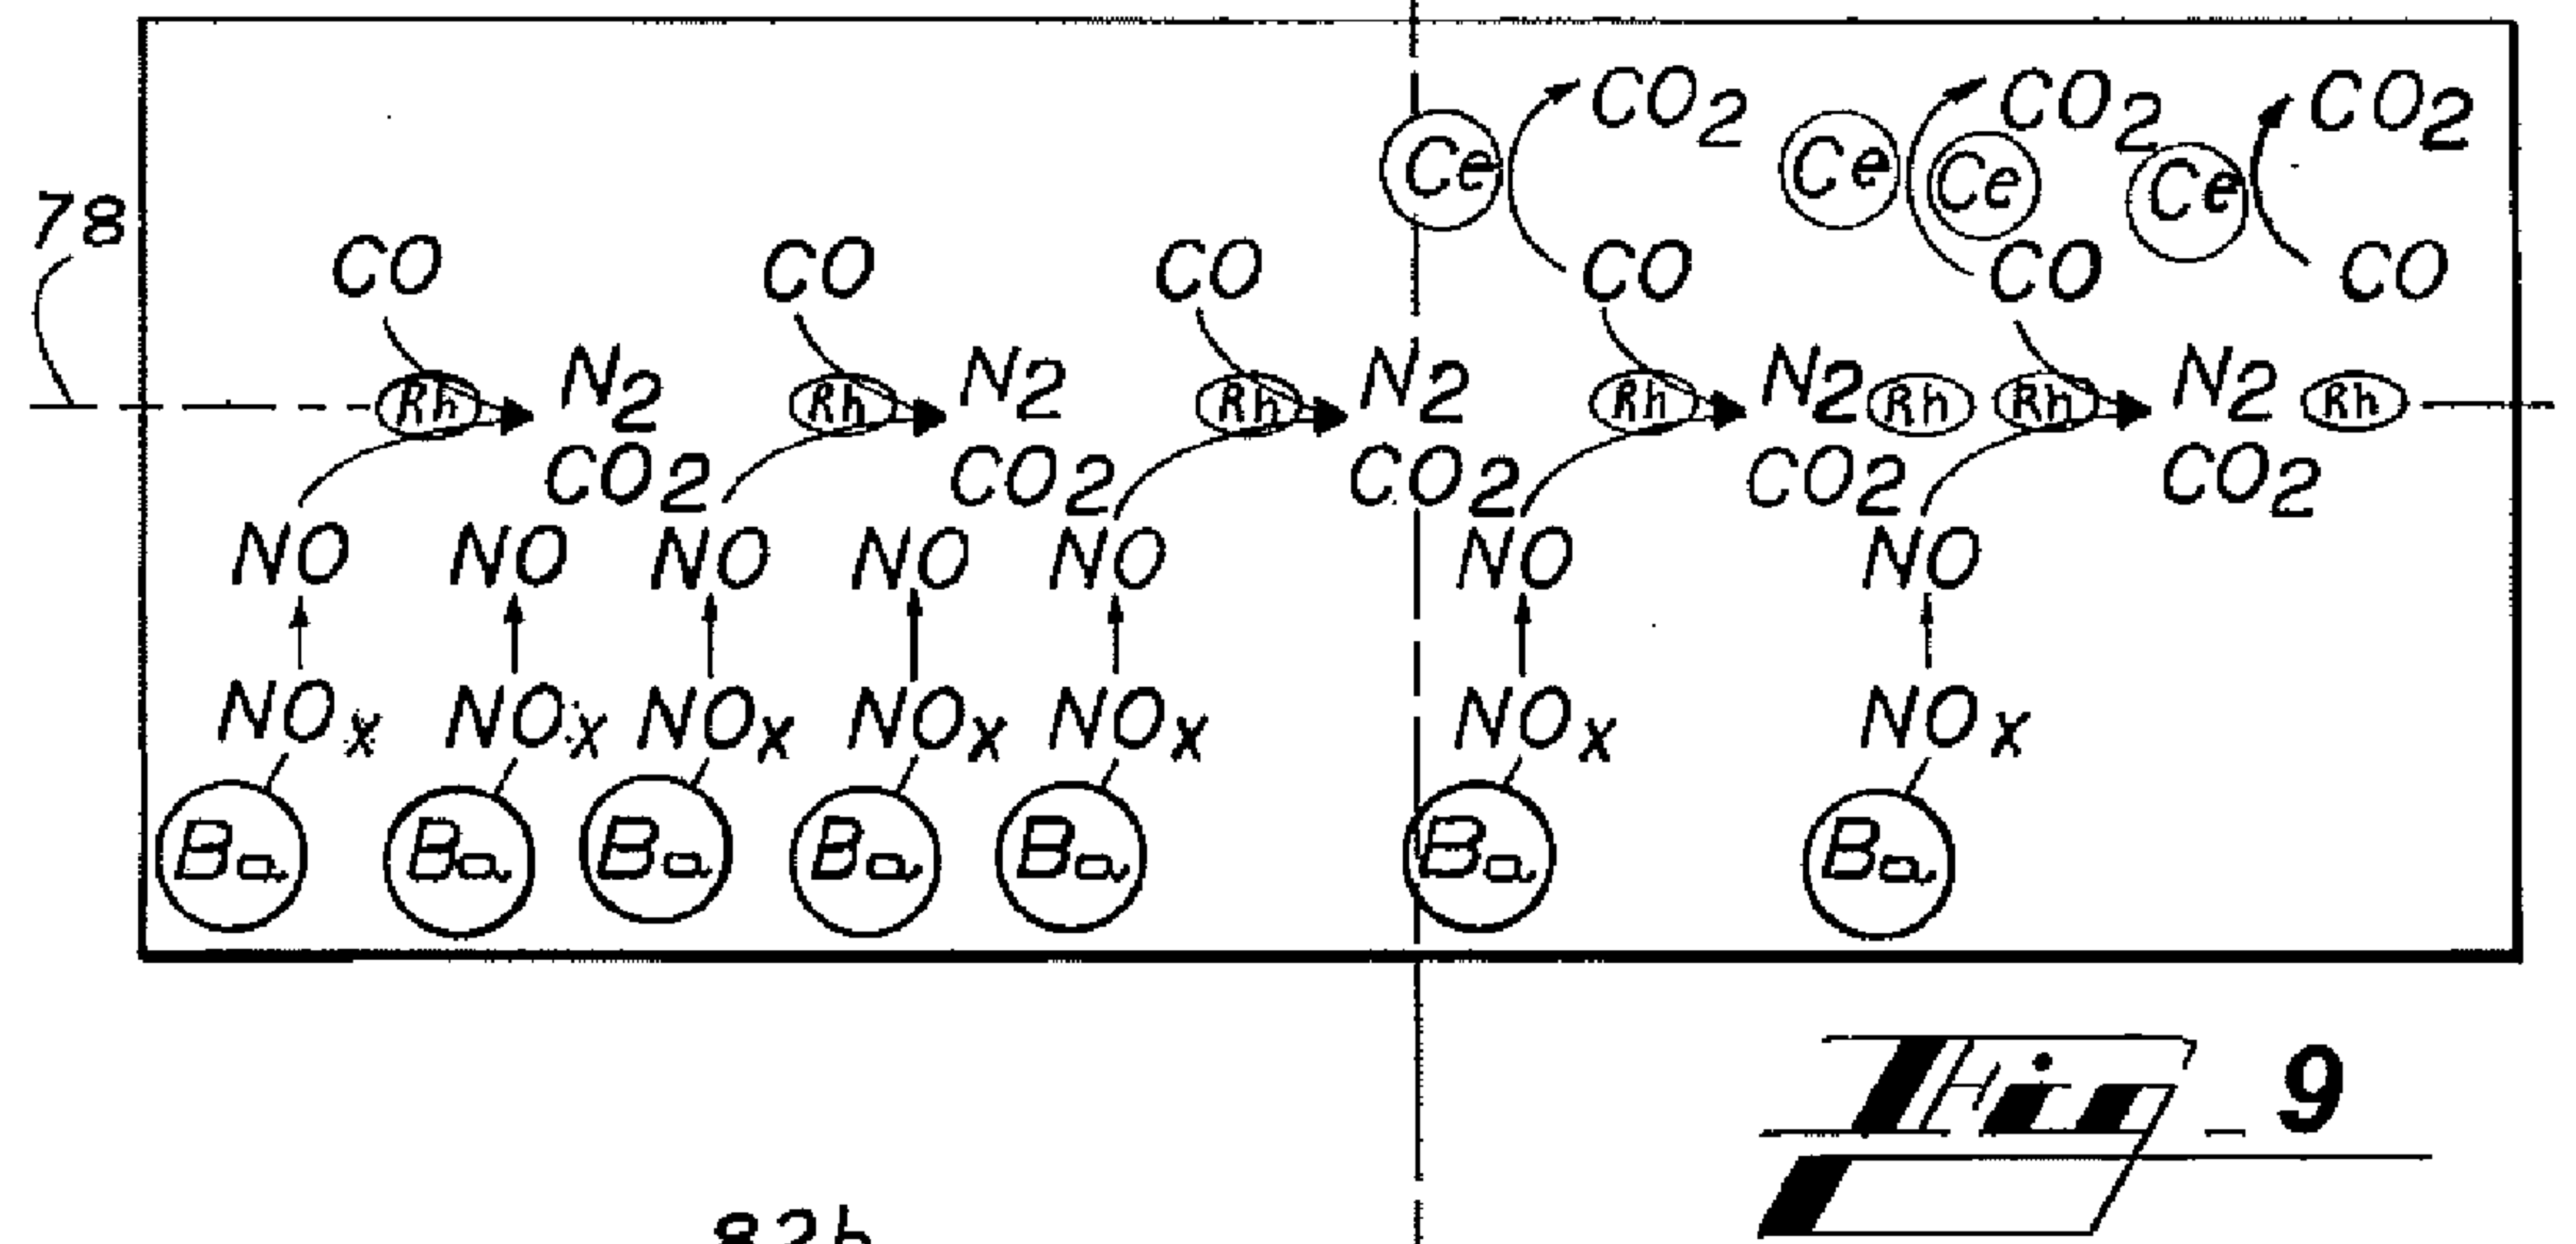 CO2 CO2 CO2
Ce Ce Ce Ce
78
CO CO CO CO CO CO
Rh N2 Rh N2 Rh N2 Rh N2 Rh Rh N2 Rh
CO2 CO2 CO2 CO2 CO2
NO NO NO NO NO NO NO
NOx NOx NOx NOx NOx NOx NOx
Ba Ba Ba Ba Ba Ba Ba
Fig_9